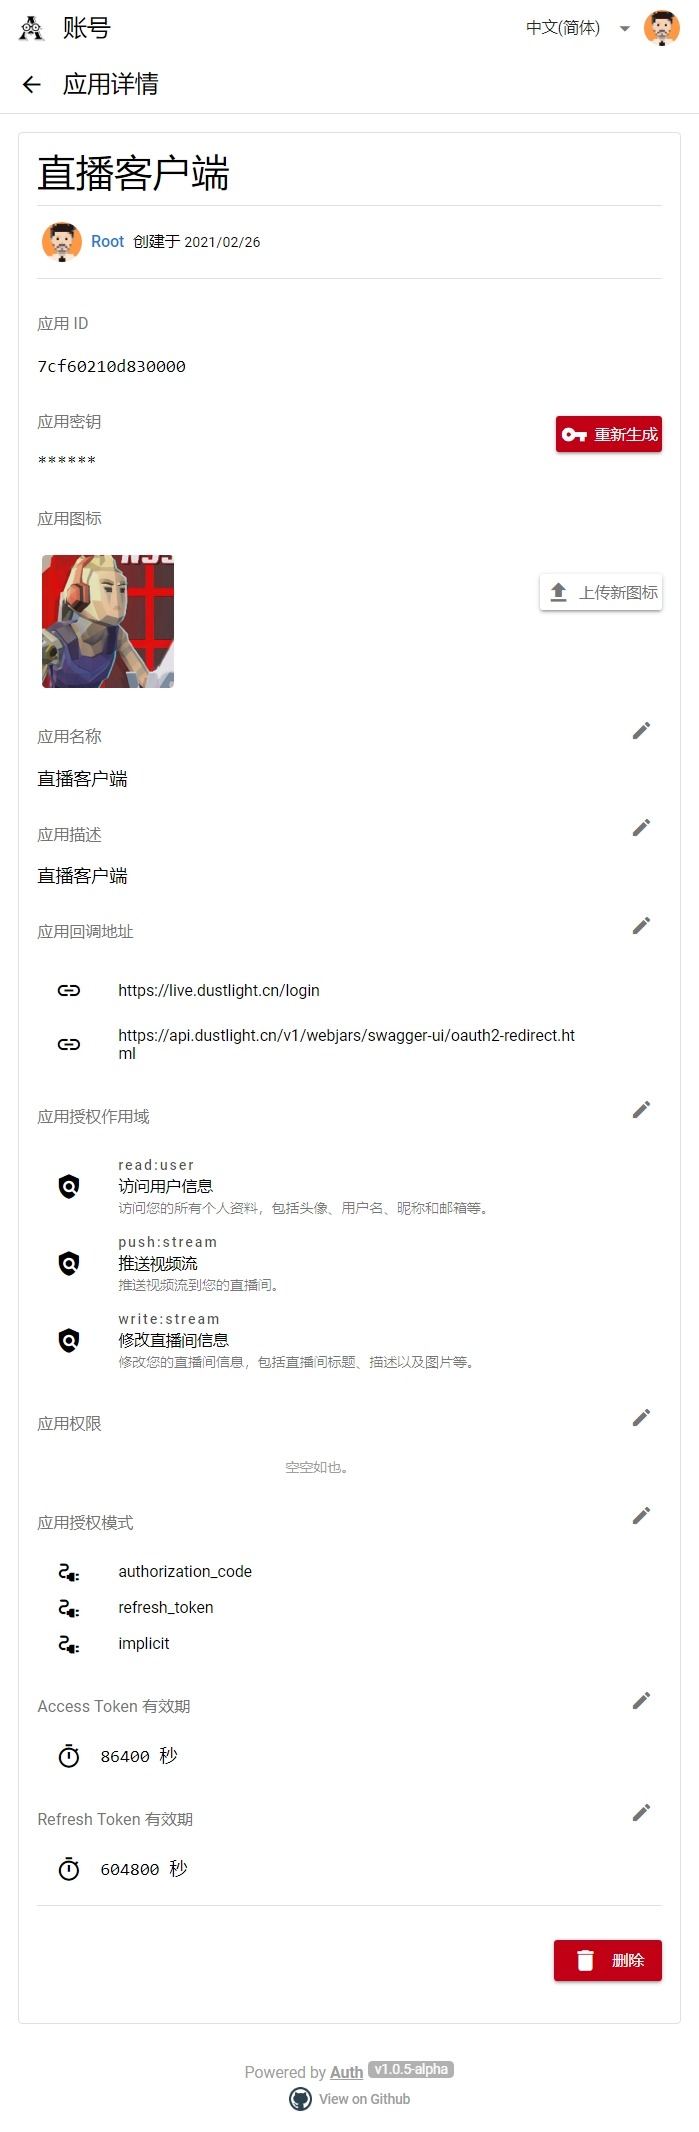 账号
中文(简体)
应用详情
直播客户端
Root 创建于 2021/02/26
应用 ID
7cf60210d830000
应用密钥
重新生成
******
应用图标
上传新图标
应用名称
直播客户端
应用描述
直播客户端
应用回调地址
https://live.dustlight.cn/login
https://api.dustlight.cn/v1/webjars/swagger-ui/oauth2-redirect.ht
ml
应用授权作用域
read:user
访问用户信息
访问您的所有个人资料，包括头像、用户名、昵称和邮箱等。
push:stream
推送视频流
推送视频流到您的直播间。
write:stream
修改直播间信息
修改您的直播间信息，包括直播间标题、描述以及图片等。
应用权限
空空如也。
应用授权模式
authorization_code
refresh_token
implicit
Access Token 有效期
86400 秒
Refresh Token 有效期
604800 秒
删除
Powered by Auth v1.0.5-alpha
View on Github